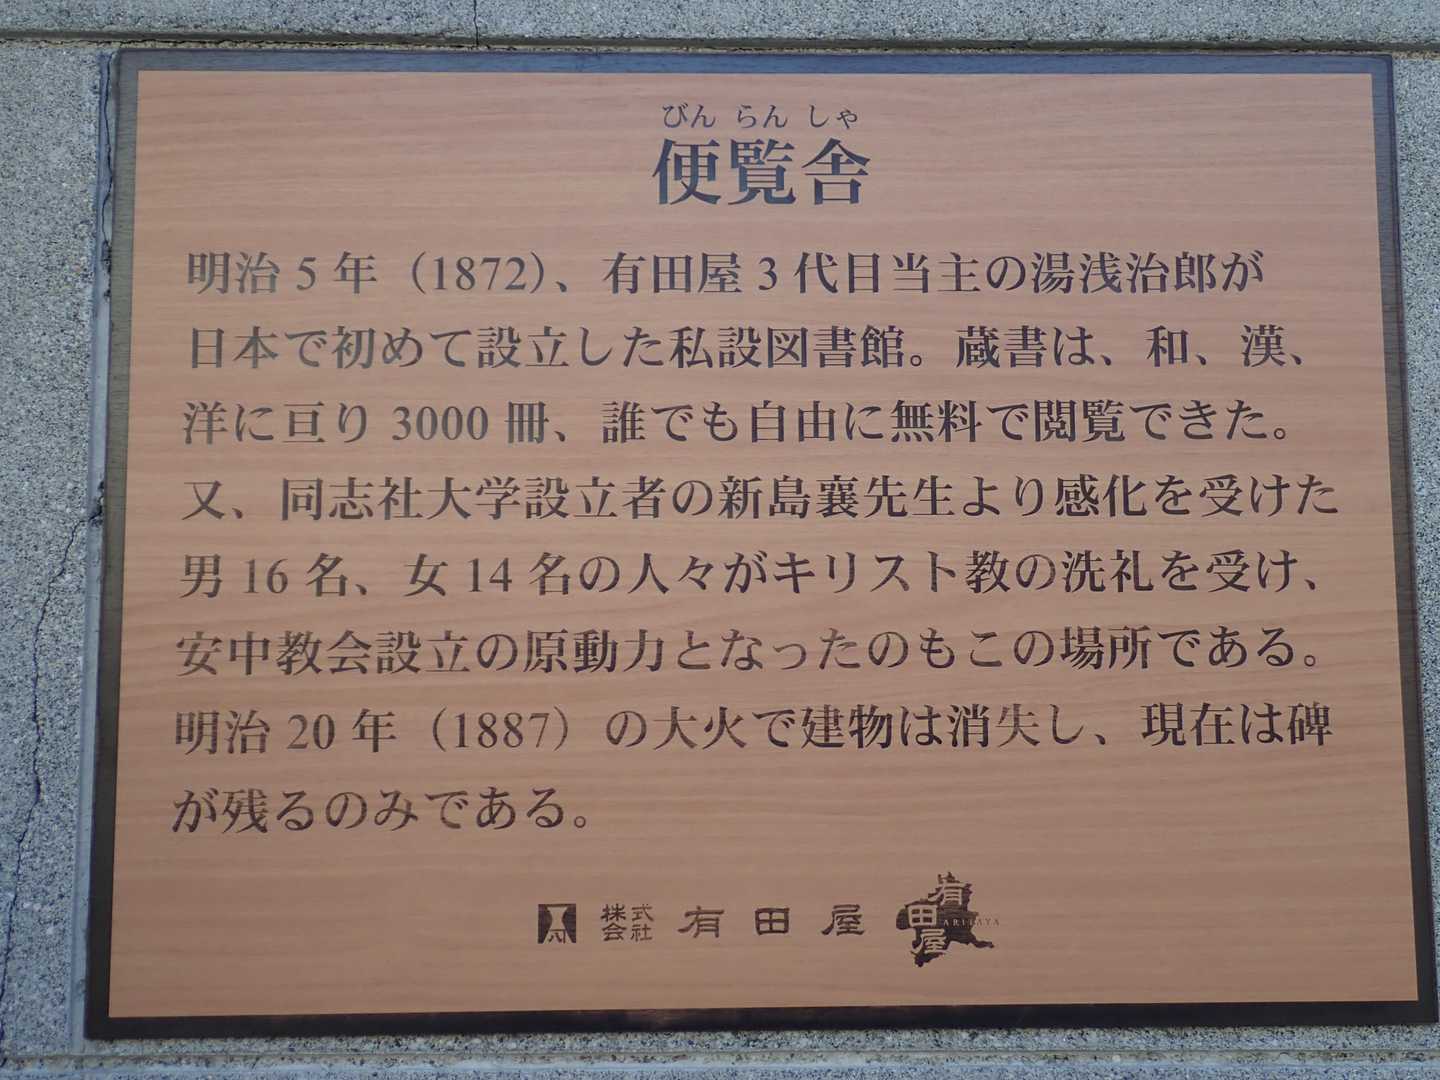 びん らん しゃ
便覧舎
明治5年（1872）、有田屋3代目当主の湯浅治郎が
日本で初めて設立した私設図書館。蔵書は、和、漢、
洋に亘り3000冊、誰でも自由に無料で閲覧できた。
又、同志社大学設立者の新島襄先生より感化を受けた
男16名、女14名の人々がキリスト教の洗礼を受け、
安中教会設立の原動力となったのもこの場所である。
明治20年（1887）の大火で建物は消失し、現在は碑
が残るのみである。
株式会社 有田屋 有田屋 ARITAYA